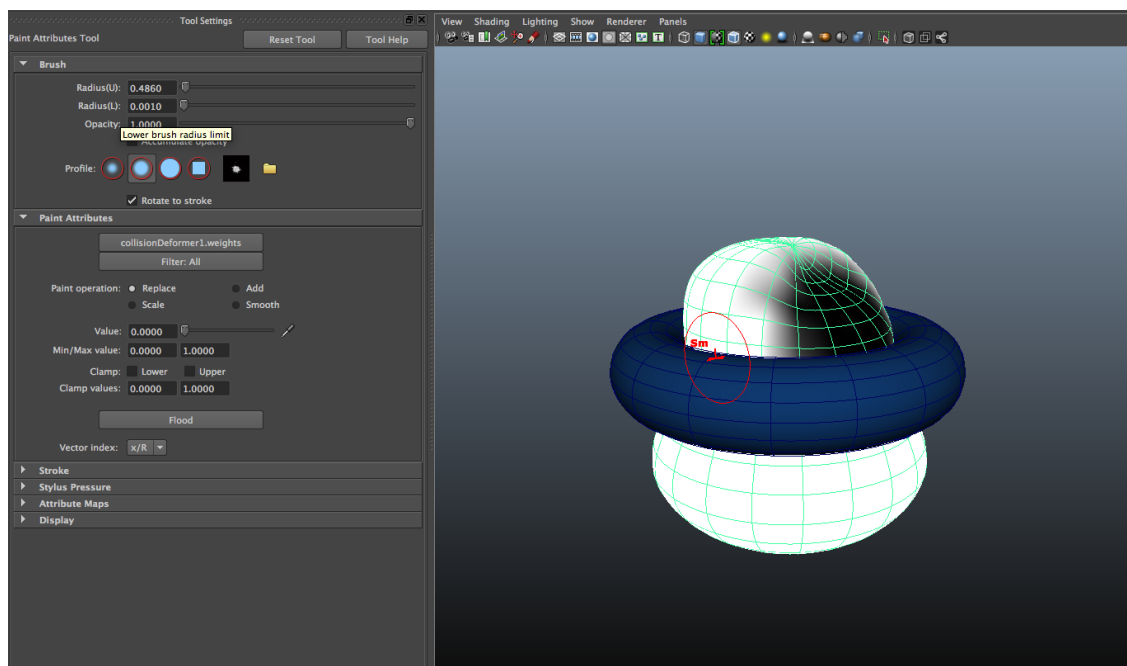 Tool Settings
Paint Attributes Tool
Reset Tool
Tool Help
Brush
Radius(U): 0.4860
Radius(L): 0.0010
Opacity: 1.0000
Lower brush radius limit
Accumulate opacity
Profile:
Rotate to stroke
Paint Attributes
collisionDeformer1.weights
Filter: All
Paint operation: Replace Add
Scale Smooth
Value: 0.0000
Min/Max value: 0.0000 1.0000
Clamp: Lower Upper
Clamp values: 0.0000 1.0000
Flood
Vector index: x/R
Stroke
Stylus Pressure
Attribute Maps
Display
View Shading Lighting Show Renderer Panels
Sm